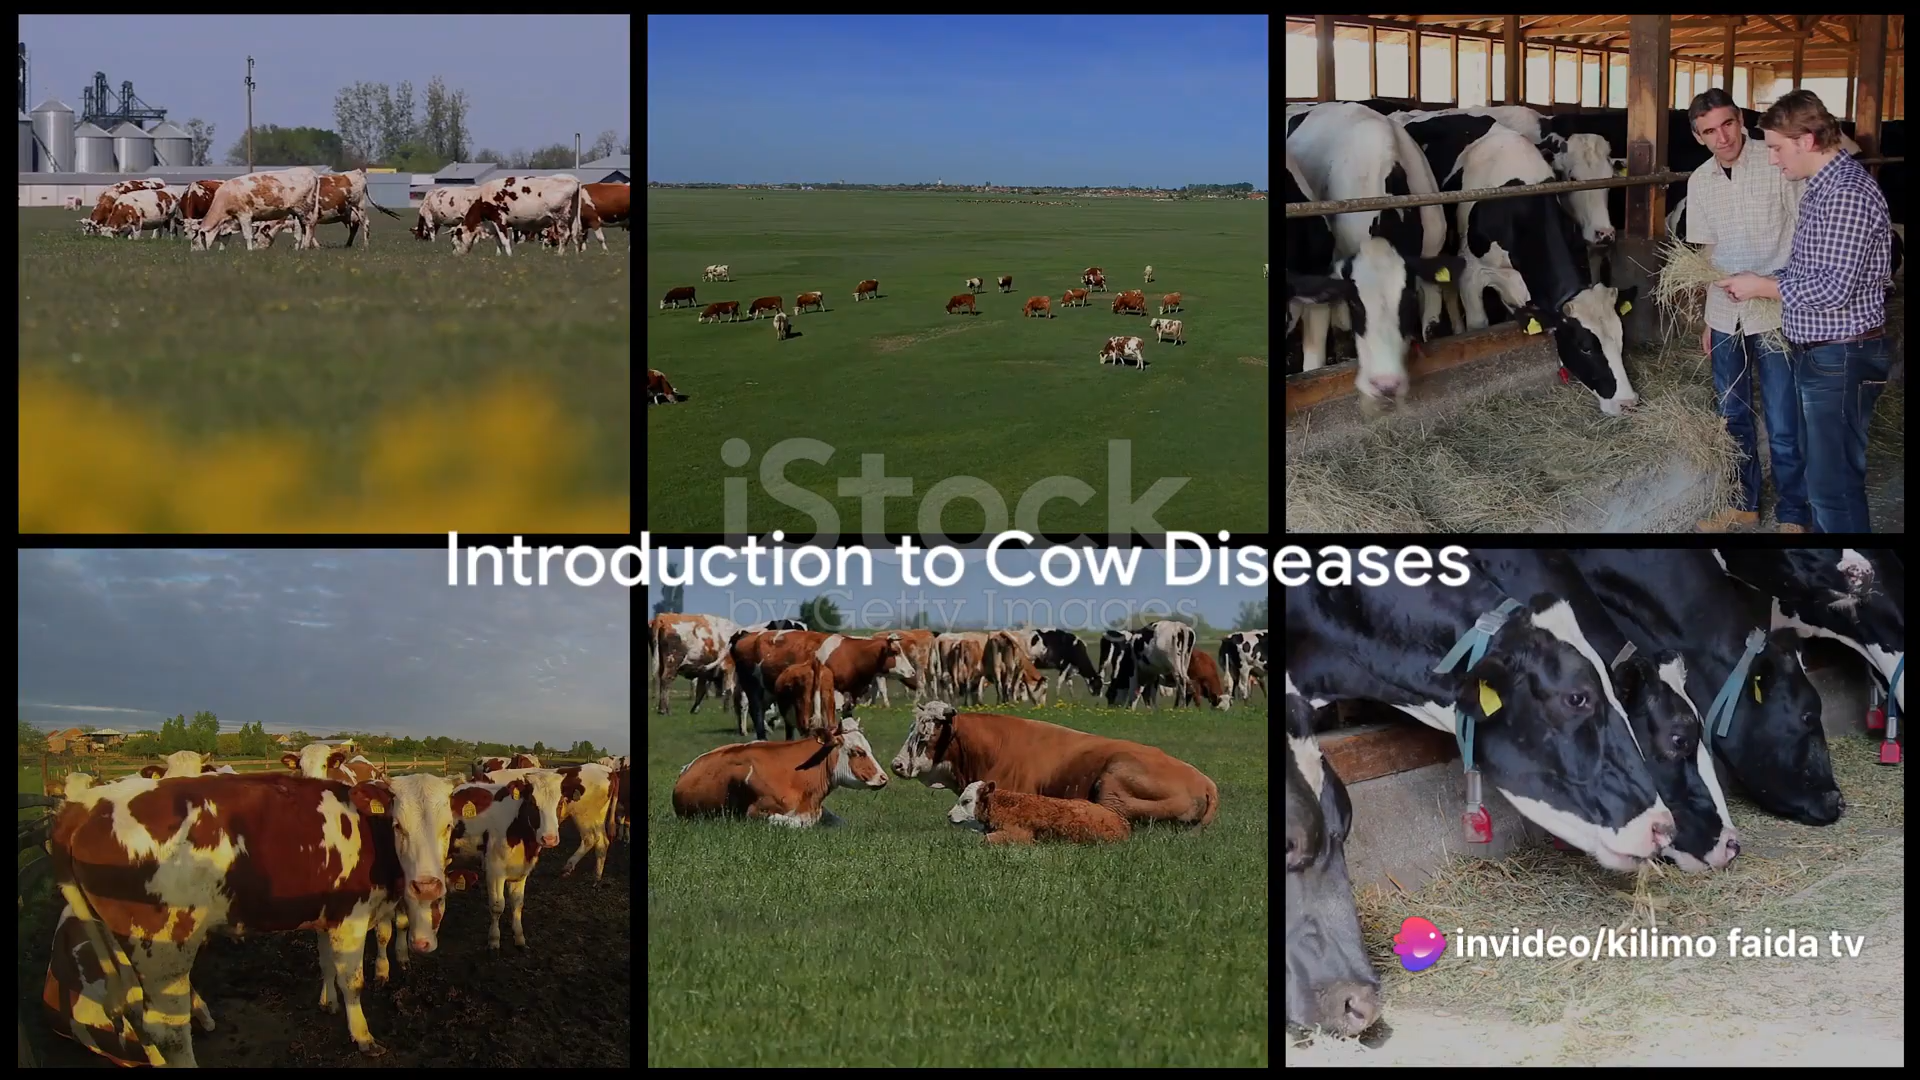 iStock
Introduction to Cow Diseases
by Getty Images
invideo/kilimo faida tv